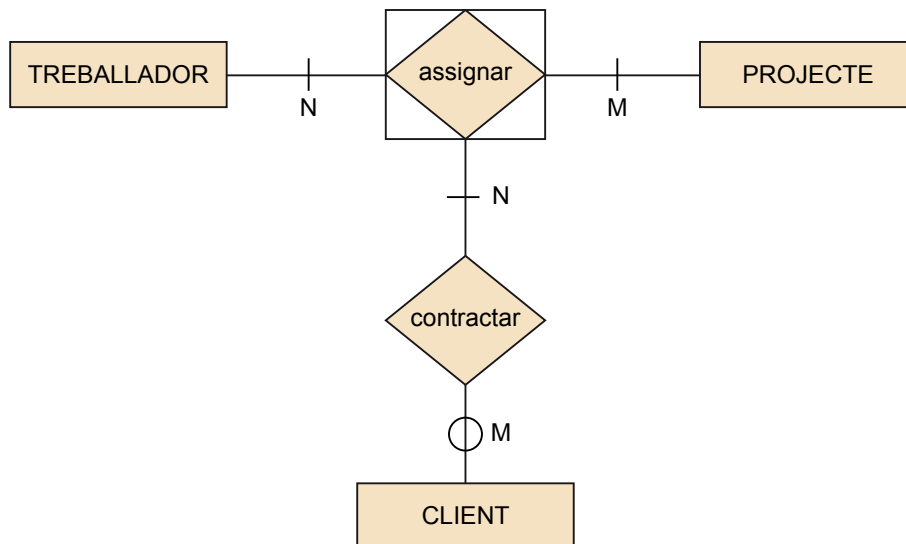 TREBALLADOR
assignar
PROJECTE
N
M
N
contractar
M
CLIENT